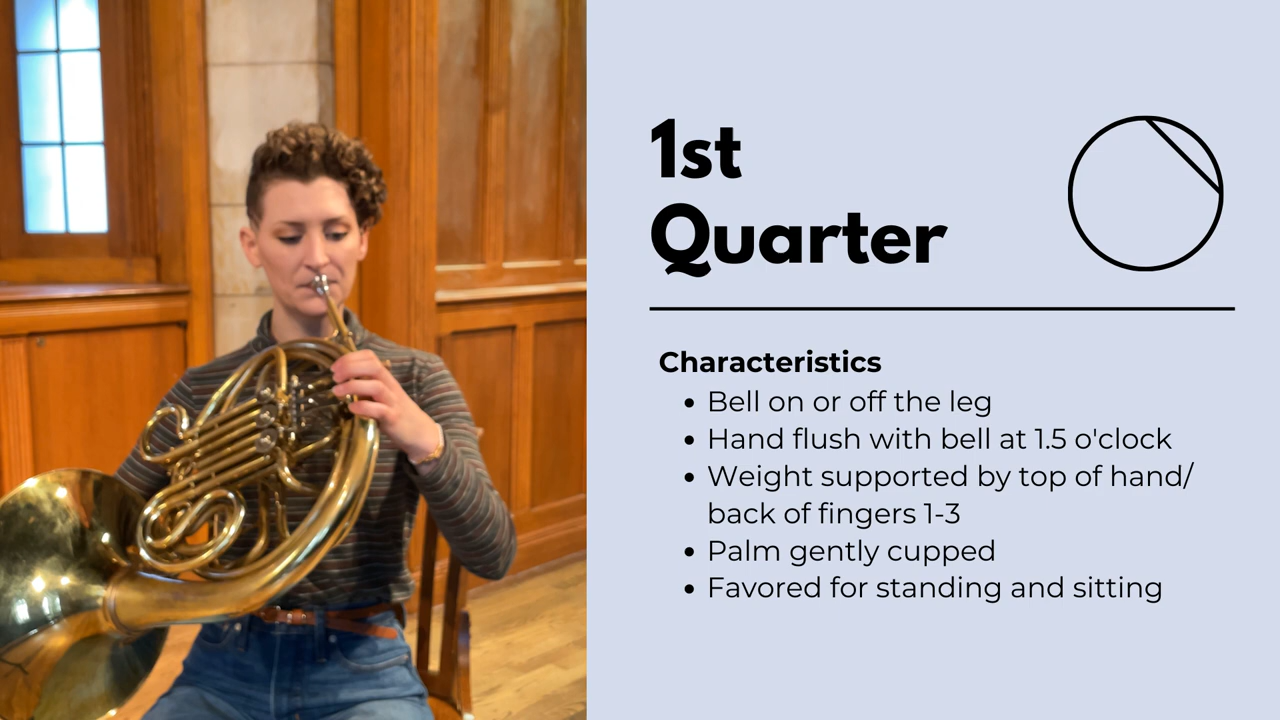 1st
Quarter
Characteristics
• Bell on or off the leg
• Hand flush with bell at 1.5 o'clock
• Weight supported by top of hand/
back of fingers 1-3
• Palm gently cupped
• Favored for standing and sitting